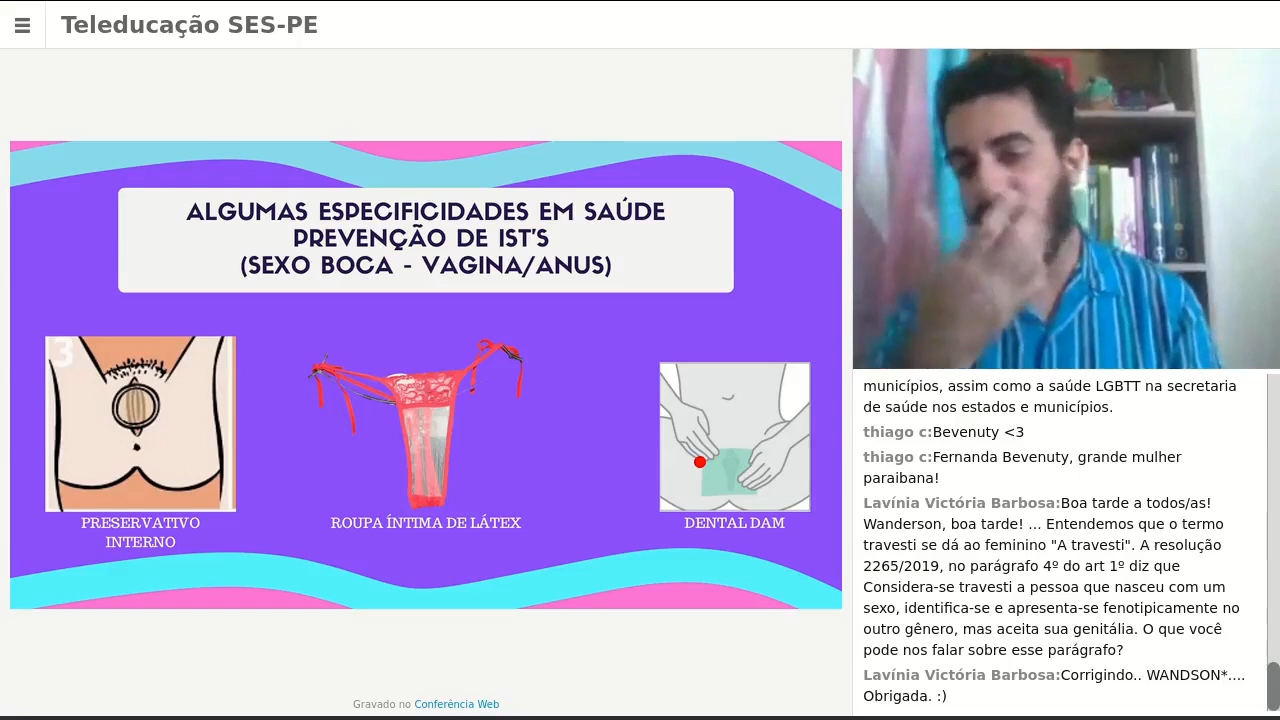 Teleducação SES-PE
ALGUMAS ESPECIFICIDADES EM SAÚDE
PREVENÇÃO DE IST'S
(SEXO BOCA - VAGINA/ANUS)
3
PRESERVATIVO
INTERNO
ROUPA ÍNTIMA DE LÁTEX
DENTAL DAM
Gravado no Conferência Web
municípios, assim como a saúde LGBTT na secretaria
de saúde nos estados e municípios.
thiago c:Bevenuty <3
thiago c:Fernanda Bevenuty, grande mulher
paraibana!
Lavínia Victória Barbosa:Boa tarde a todos/as!
Wanderson, boa tarde! ... Entendemos que o termo
travesti se dá ao feminino "A travesti". A resolução
2265/2019, no parágrafo 4º do art 1º diz que
Considera-se travesti a pessoa que nasceu com um
sexo, identifica-se e apresenta-se fenotipicamente no
outro gênero, mas aceita sua genitália. O que você
pode nos falar sobre esse parágrafo?
Lavínia Victória Barbosa:Corrigindo.. WANDSON*....
Obrigada. :)